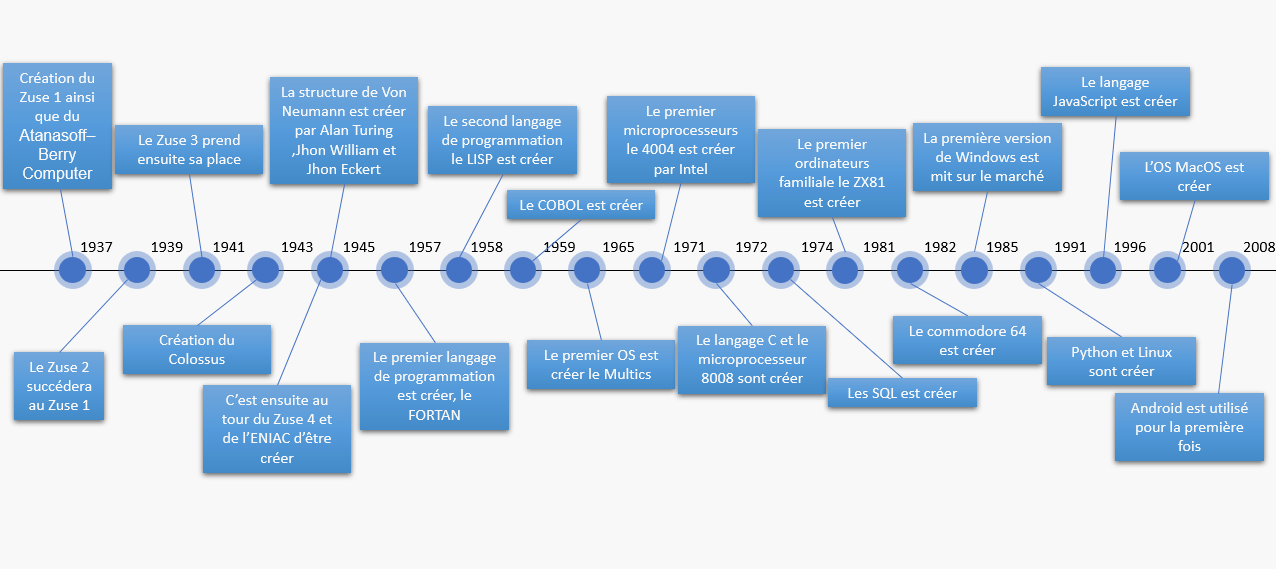 Création du
Zuse 1 ainsi
que du
Atanasoff–
Berry
Computer
Le Zuse 3 prend
ensuite sa place
La structure de Von
Neumann est créer
par Alan Turing
,Jhon William et
Jhon Eckert
Le second langage
de programmation
le LISP est créer
Le COBOL est créer
Le premier
microprocesseurs
le 4004 est créer
par Intel
Le premier
ordinateurs
familiale le ZX81
est créer
La première version
de Windows est
mit sur le marché
Le langage
JavaScript est créer
L’OS MacOS est
créer
1937 1939 1941 1943 1945 1957 1958 1959 1965 1971 1972 1974 1981 1982 1985 1991 1996 2001 2008
Le Zuse 2
succédera
au Zuse 1
Création du
Colossus
C’est ensuite au
tour du Zuse 4 et
de l’ENIAC d’être
créer
Le premier langage
de programmation
est créer, le
FORTAN
Le premier OS est
créer le Multics
Le langage C et le
microprocesseur
8008 sont créer
Les SQL est créer
Le commodore 64
est créer
Python et Linux
sont créer
Android est utilisé
pour la première
fois